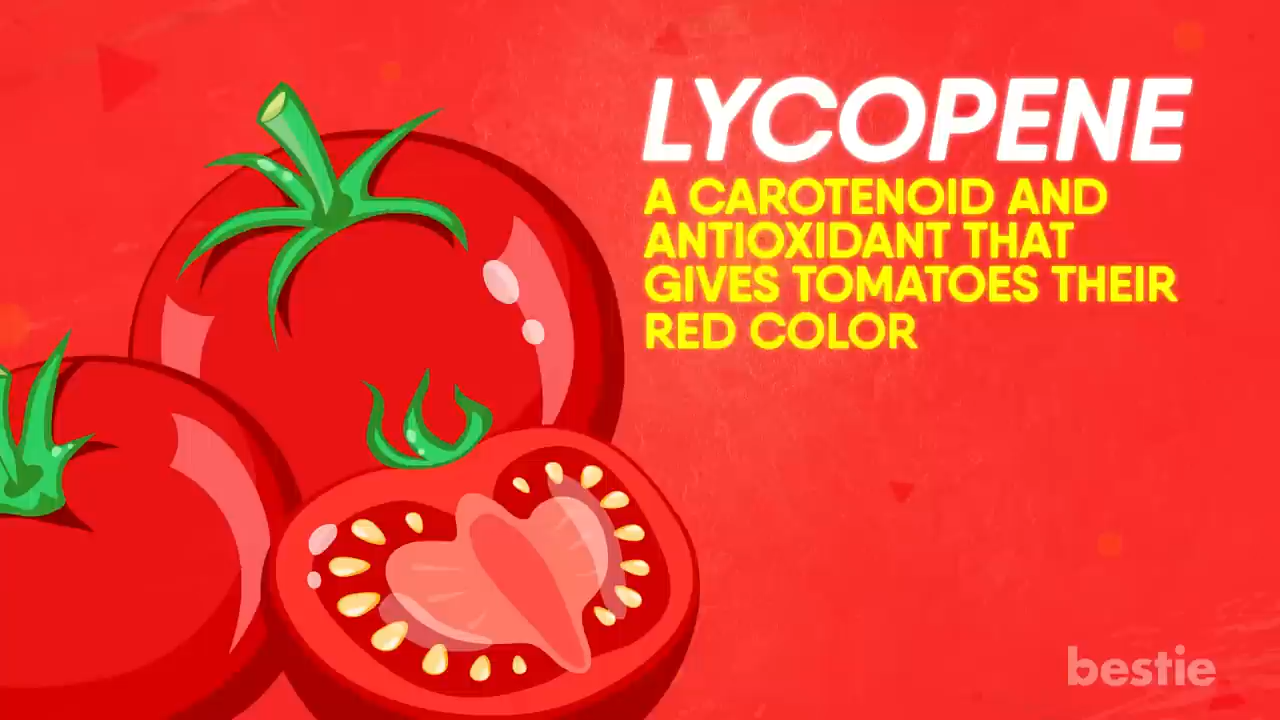 LYCOPENE
A CAROTENOID AND
ANTIOXIDANT THAT
GIVES TOMATOES THEIR
RED COLOR
bestie